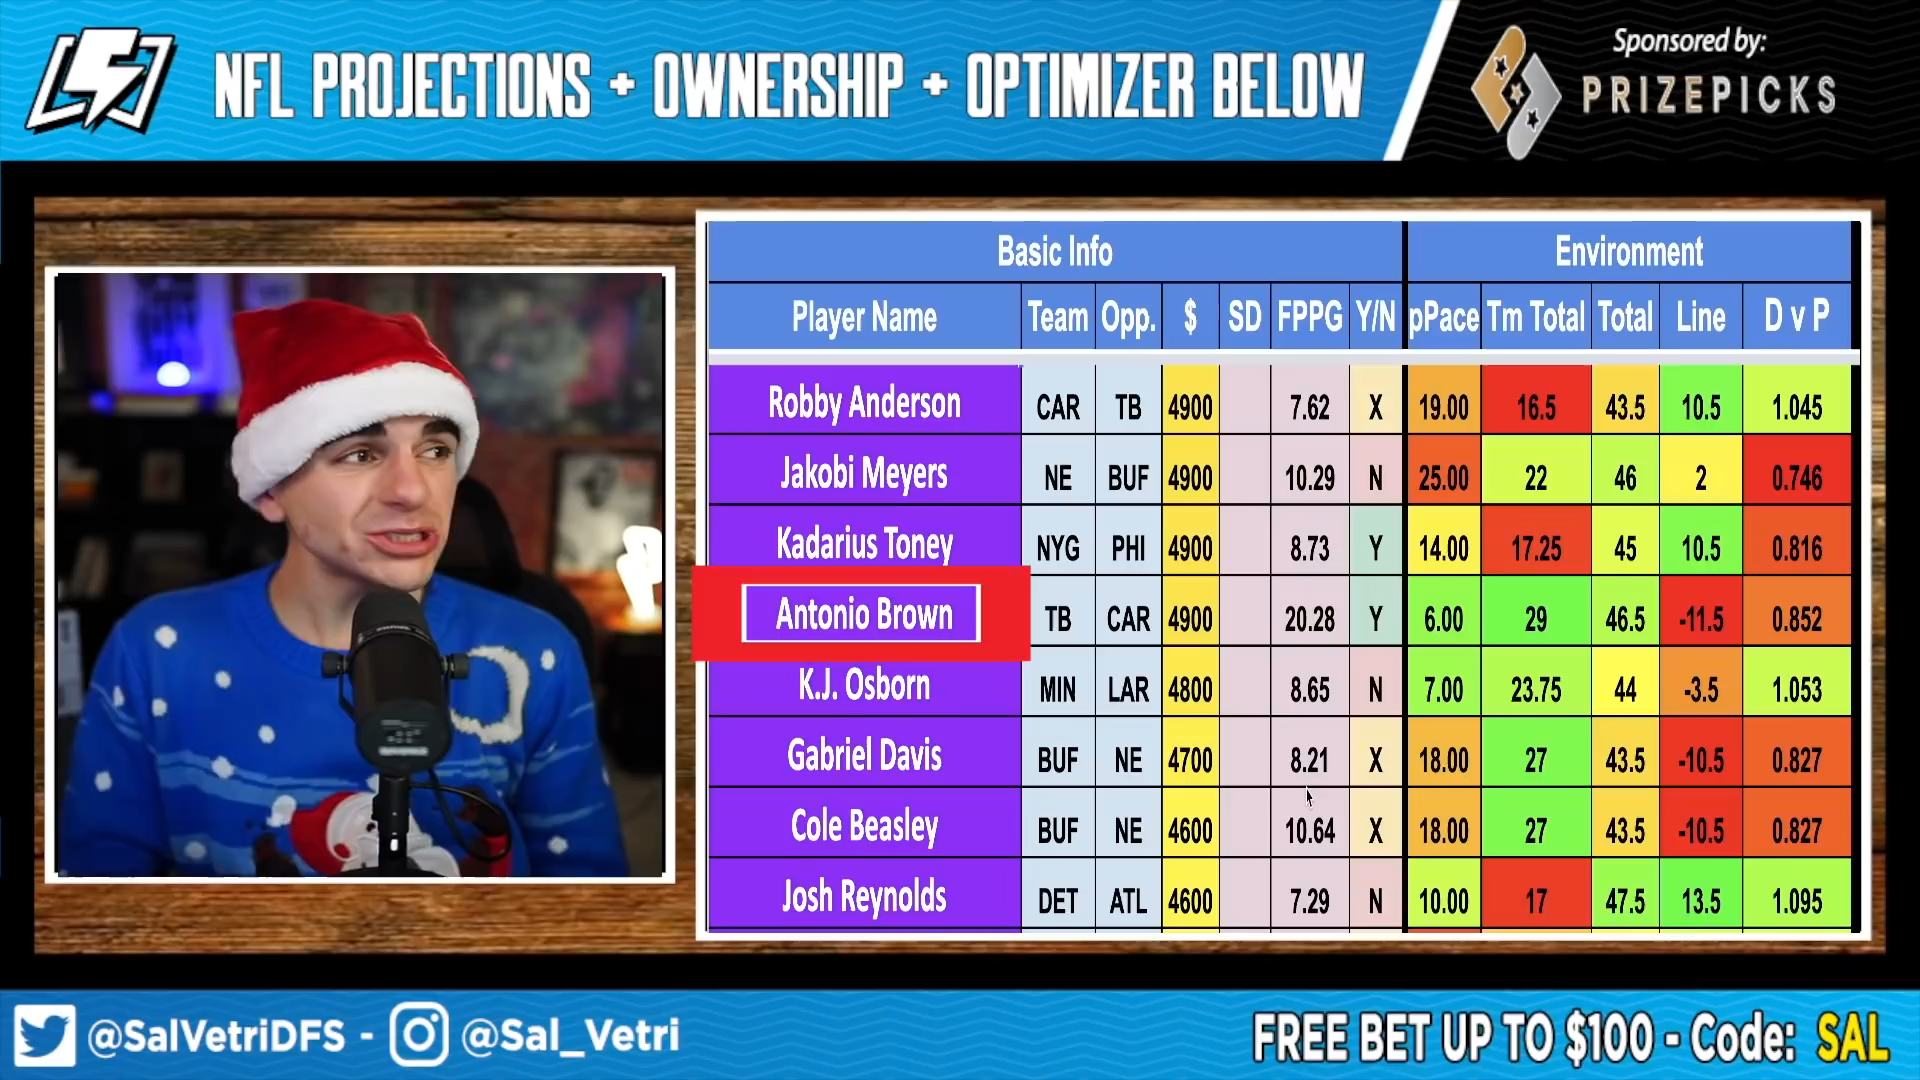 NFL PROJECTIONS + OWNERSHIP + OPTIMIZER BELOW
Sponsored by:
PRIZEPICKS
Basic Info Environment
Player Name Team Opp. $ SD FPPG Y/N pPace Tm Total Total Line D v P
Robby Anderson CAR TB 4900 7.62 X 19.00 16.5 43.5 10.5 1.045
Jakobi Meyers NE BUF 4900 10.29 N 25.00 22 46 2 0.746
Kadarius Toney NYG PHI 4900 8.73 Y 14.00 17.25 45 10.5 0.816
Antonio Brown TB CAR 4900 20.28 Y 6.00 29 46.5 -11.5 0.852
K.J. Osborn MIN LAR 4800 8.65 N 7.00 23.75 44 -3.5 1.053
Gabriel Davis BUF NE 4700 8.21 X 18.00 27 43.5 -10.5 0.827
Cole Beasley BUF NE 4600 10.64 X 18.00 27 43.5 -10.5 0.827
Josh Reynolds DET ATL 4600 7.29 N 10.00 17 47.5 13.5 1.095
@SalVetriDFS - @Sal_Vetri
FREE BET UP TO $100 - Code: SAL